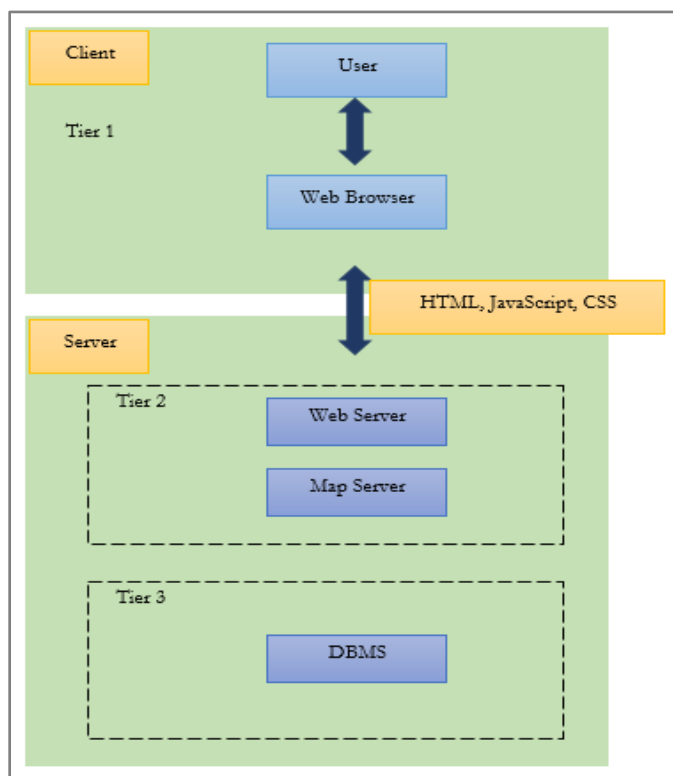 Client
User
Tier 1
Web Browser
HTML, JavaScript, CSS
Server
Tier 2
Web Server
Map Server
Tier 3
DBMS